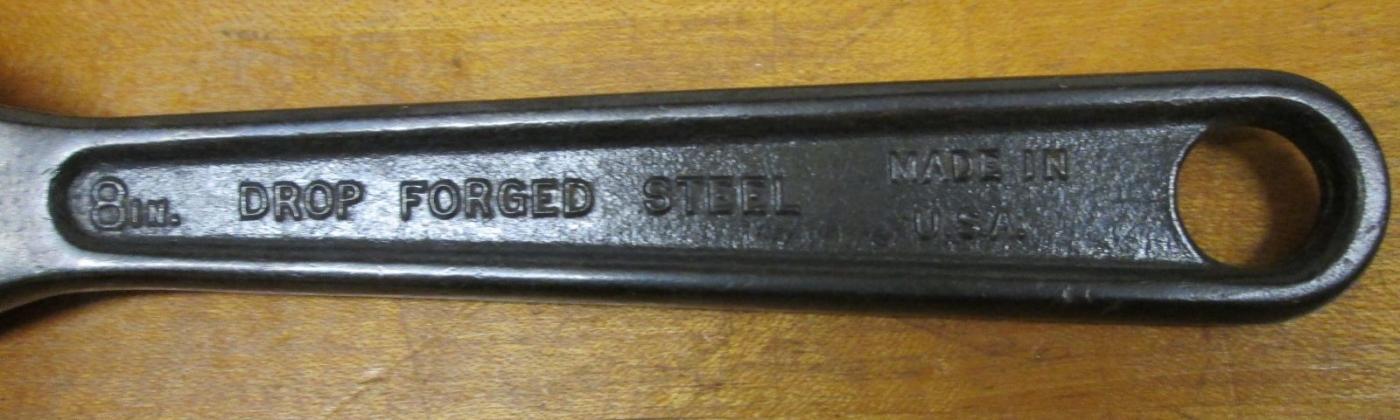 8IN. DROP FORGED STEEL
MADE IN
U.S.A.